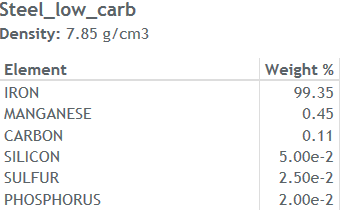 Steel_low_carb
Density: 7.85 g/cm3
Element Weight %
IRON 99.35
MANGANESE 0.45
CARBON 0.11
SILICON 5.00e-2
SULFUR 2.50e-2
PHOSPHORUS 2.00e-2